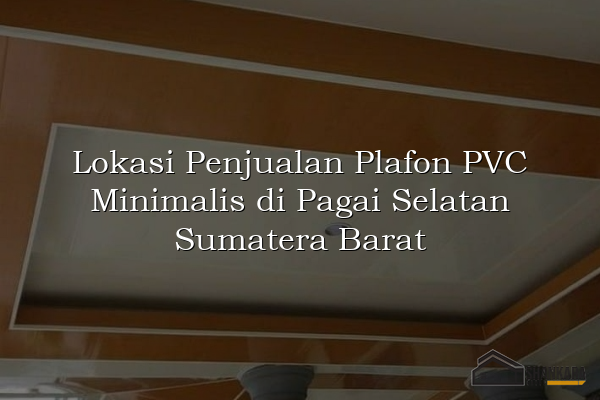 Lokasi Penjualan Plafon PVC
Minimalis di Pagai Selatan
Sumatera Barat